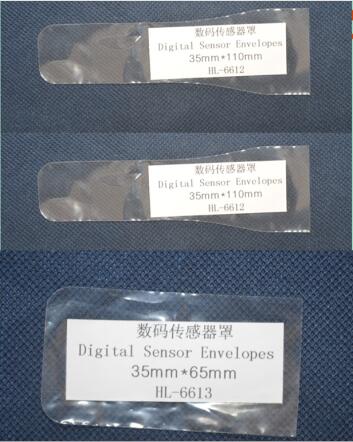 数码传感器罩
Digital Sensor Envelopes
35mm*110mm
HL-6612
数码传感器罩
Digital Sensor Envelopes
35mm*110mm
HL-6612
数码传感器罩
Digital Sensor Envelopes
35mm*65mm
HL-6613